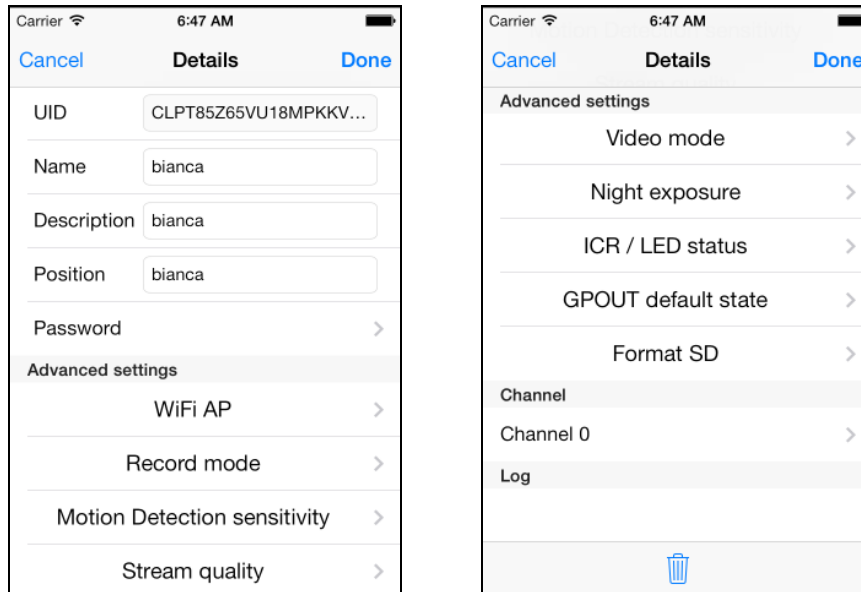 Carrier 6:47 AM
Cancel Details Done
UID CLPT85Z65VU18MPKKV...
Name bianca
Description bianca
Position bianca
Password
Advanced settings
WiFi AP
Record mode
Motion Detection sensitivity
Stream quality
Carrier 6:47 AM
Cancel Details Done
Advanced settings
Video mode
Night exposure
ICR / LED status
GPOUT default state
Format SD
Channel
Channel 0
Log